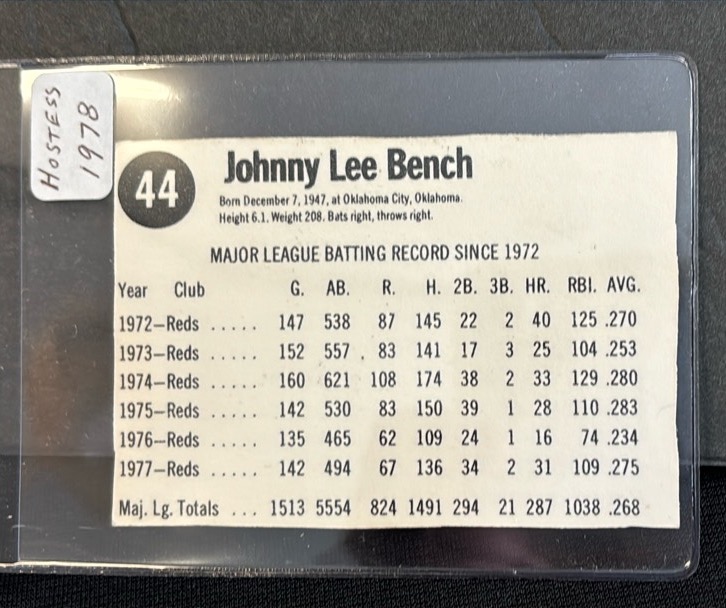 HOSTESS
1978
44
Johnny Lee Bench
Born December 7, 1947, at Oklahoma City, Oklahoma.
Height 6.1, Weight 208. Bats right, throws right.
MAJOR LEAGUE BATTING RECORD SINCE 1972
Year Club G. AB. R. H. 2B. 3B. HR. RBI. AVG.
1972—Reds ..... 147 538 87 145 22 2 40 125 .270
1973—Reds ..... 152 557 83 141 17 3 25 104 .253
1974—Reds ..... 160 621 108 174 38 2 33 129 .280
1975—Reds ..... 142 530 83 150 39 1 28 110 .283
1976—Reds ..... 135 465 62 109 24 1 16 74 .234
1977—Reds ..... 142 494 67 136 34 2 31 109 .275
Maj. Lg. Totals ... 1513 5554 824 1491 294 21 287 1038 .268